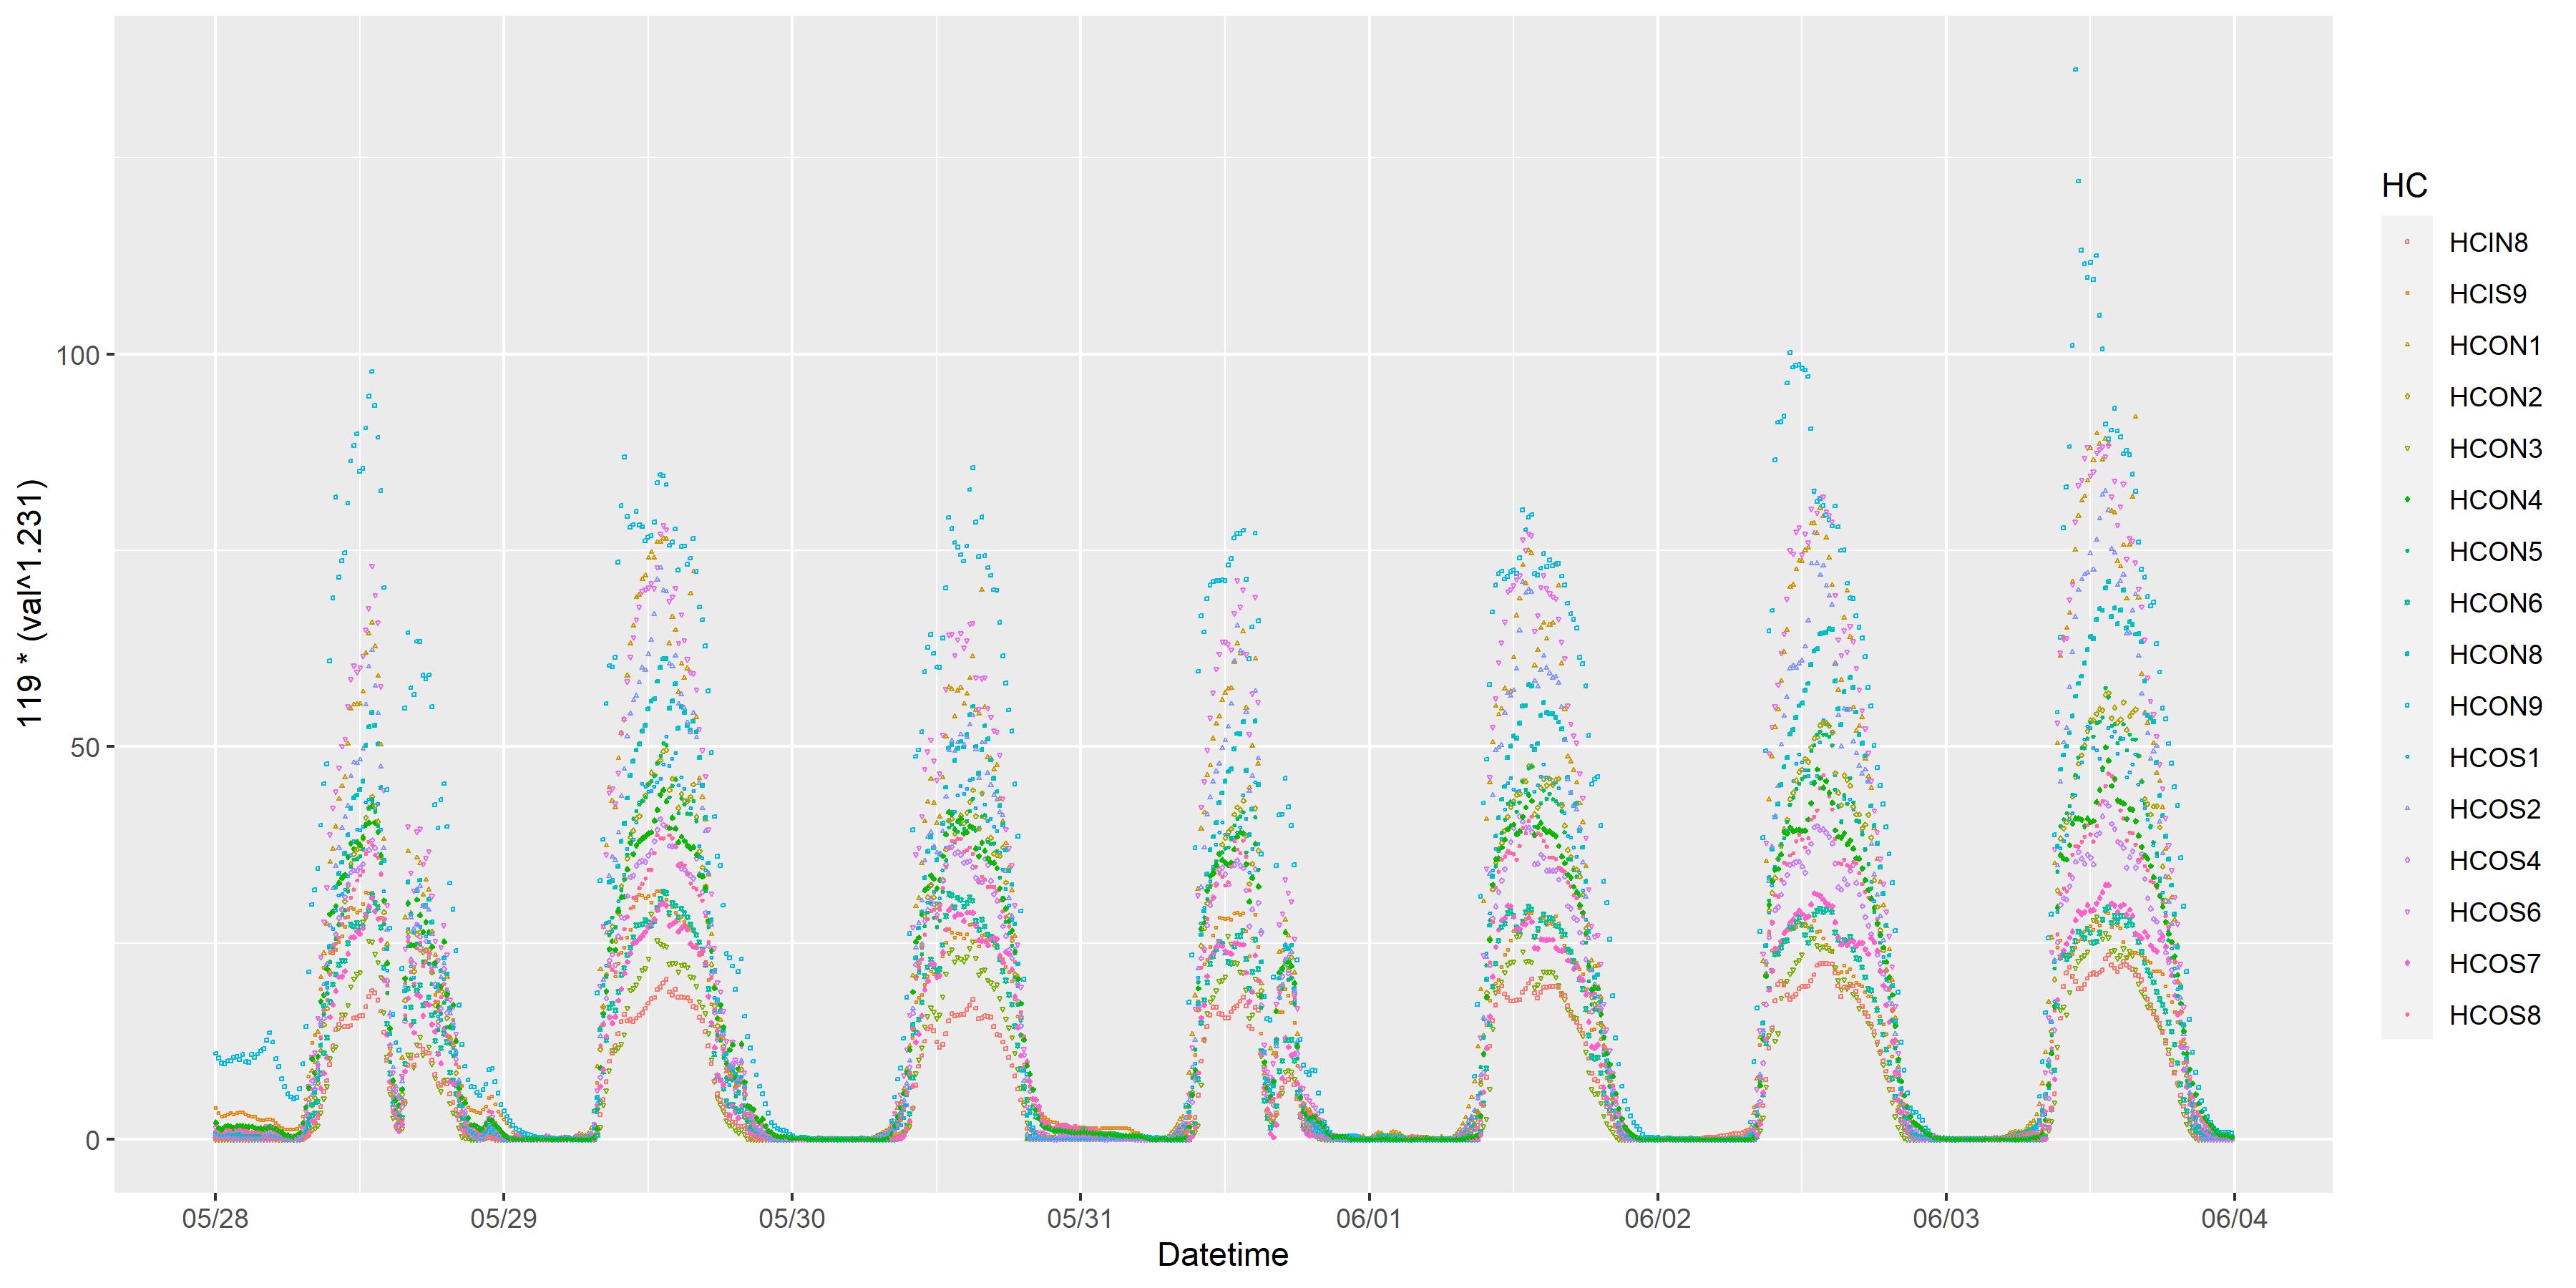 119 * (val^1.231)
100
50
0
05/28
05/29
05/30
05/31
06/01
06/02
06/03
06/04
Datetime
HC
HCIN8
HCIS9
HCON1
HCON2
HCON3
HCON4
HCON5
HCON6
HCON8
HCON9
HCOS1
HCOS2
HCOS4
HCOS6
HCOS7
HCOS8